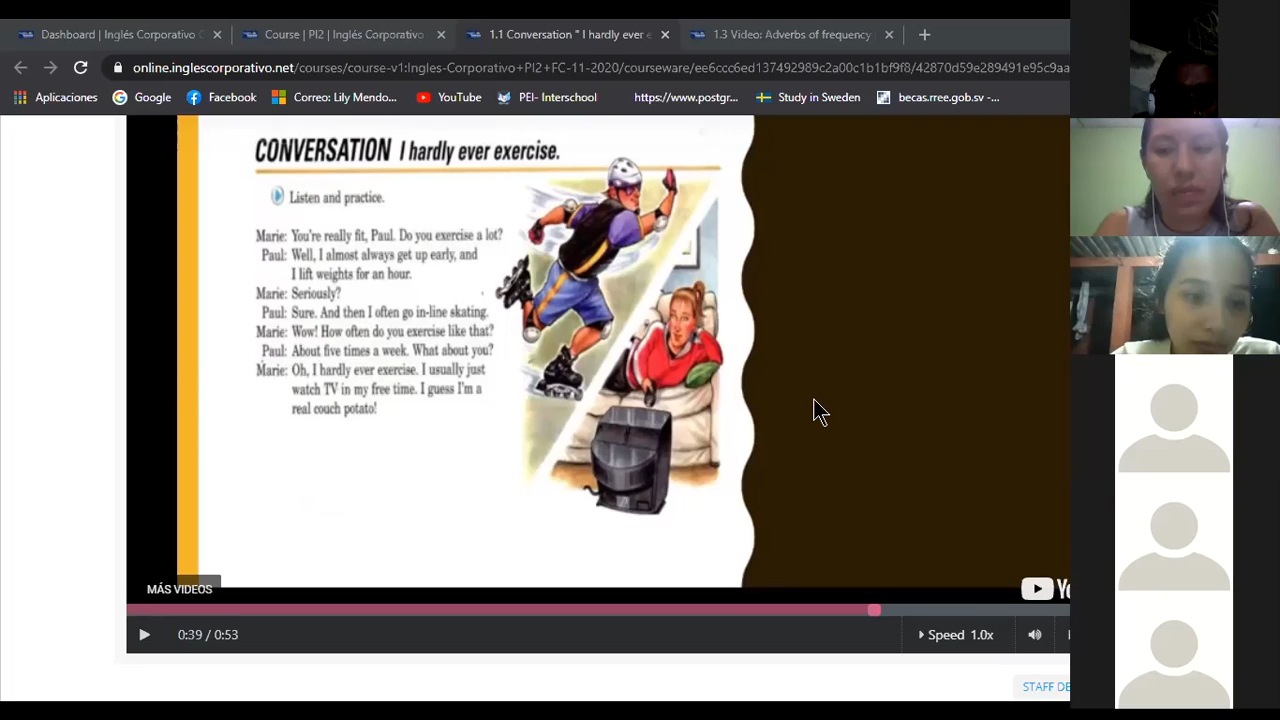 Dashboard | Inglés Corporativo
Course | PI2 | Inglés Corporativo
1.1 Conversation " I hardly ever e
1.3 Video: Adverbs of frequency
online.inglescorporativo.net/courses/course-v1:Ingles-Corporativo+PI2+FC-11-2020/courseware/ee6ccc6ed137492989c2a00c1b1bf9f8/42870d59e289491e95c9aa
Aplicaciones
Google
Facebook
Correo: Lily Mendo...
YouTube
PEI- Interschool
https://www.postgr...
Study in Sweden
becas.rree.gob.sv -...
CONVERSATION I hardly ever exercise.
Listen and practice.
Marie: You're really fit, Paul. Do you exercise a lot?
Paul: Well, I almost always get up early, and
I lift weights for an hour.
Marie: Seriously?
Paul: Sure. And then I often go in-line skating.
Marie: Wow! How often do you exercise like that?
Paul: About five times a week. What about you?
Marie: Oh, I hardly ever exercise. I usually just
watch TV in my free time. I guess I'm a
real couch potato!
MÁS VIDEOS
0:39 / 0:53
Speed 1.0x
STAFF DE